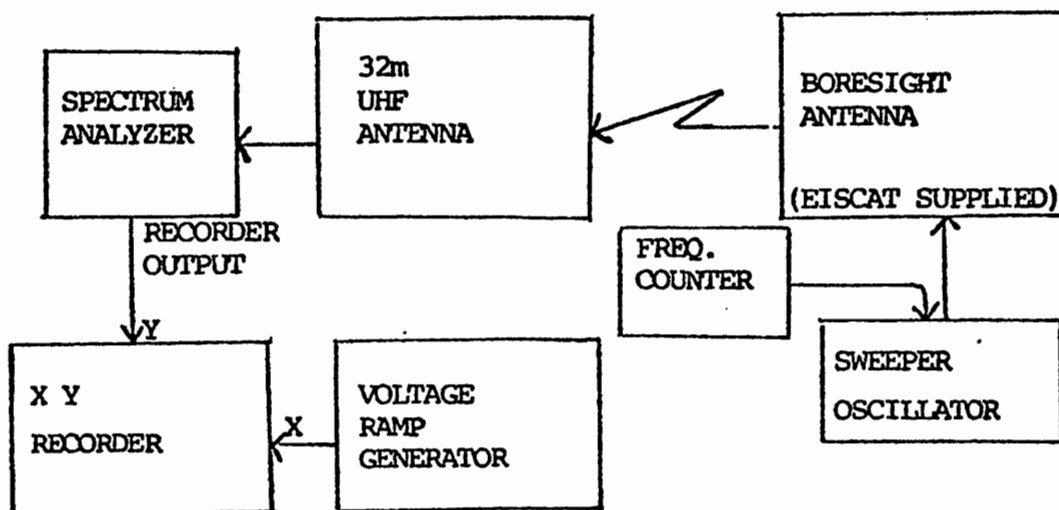 SPECTRUM
ANALYZER
32m
UHF
ANTENNA
BORESIGHT
ANTENNA
(EISCAT SUPPLIED)
RECORDER
OUTPUT
FREQ.
COUNTER
Y
X Y
RECORDER
X
VOLTAGE
RAMP
GENERATOR
SWEEPER
OSCILLATOR